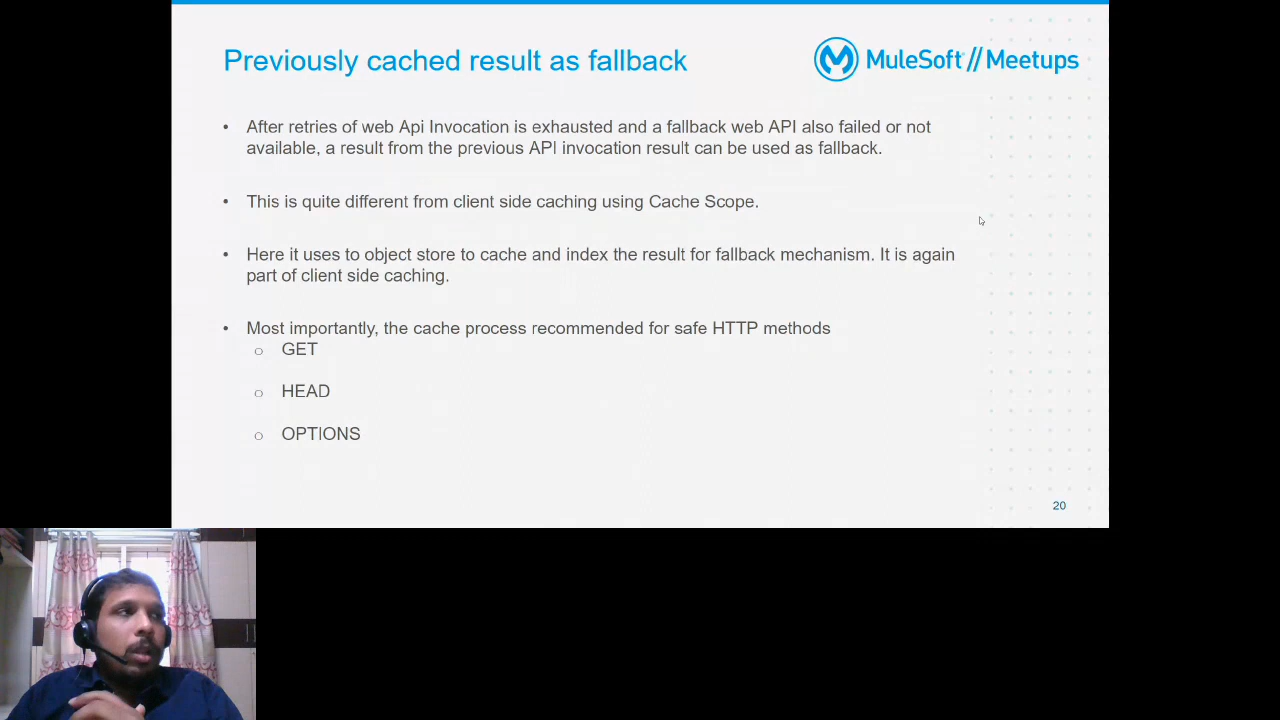 Previously cached result as fallback
MuleSoft // Meetups
• After retries of web Api Invocation is exhausted and a fallback web API also failed or not
available, a result from the previous API invocation result can be used as fallback.
• This is quite different from client side caching using Cache Scope.
• Here it uses to object store to cache and index the result for fallback mechanism. It is again
part of client side caching.
• Most importantly, the cache process recommended for safe HTTP methods
o GET
o HEAD
o OPTIONS
20